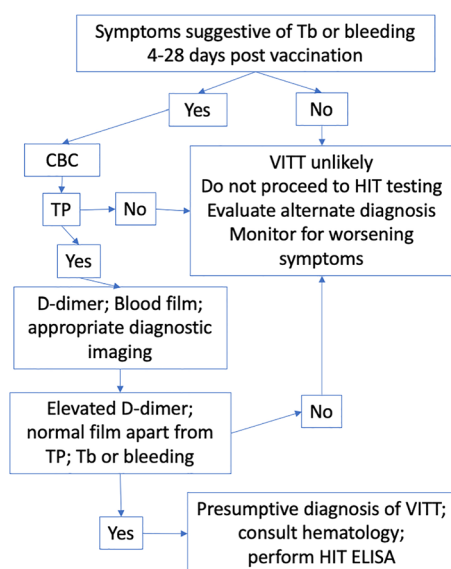 Symptoms suggestive of Tb or bleeding
4-28 days post vaccination
Yes
No
CBC
TP
No
VITT unlikely
Do not proceed to HIT testing
Evaluate alternate diagnosis
Monitor for worsening
symptoms
Yes
D-dimer; Blood film;
appropriate diagnostic
imaging
Elevated D-dimer;
normal film apart from
TP; Tb or bleeding
No
Yes
Presumptive diagnosis of VITT;
consult hematology;
perform HIT ELISA